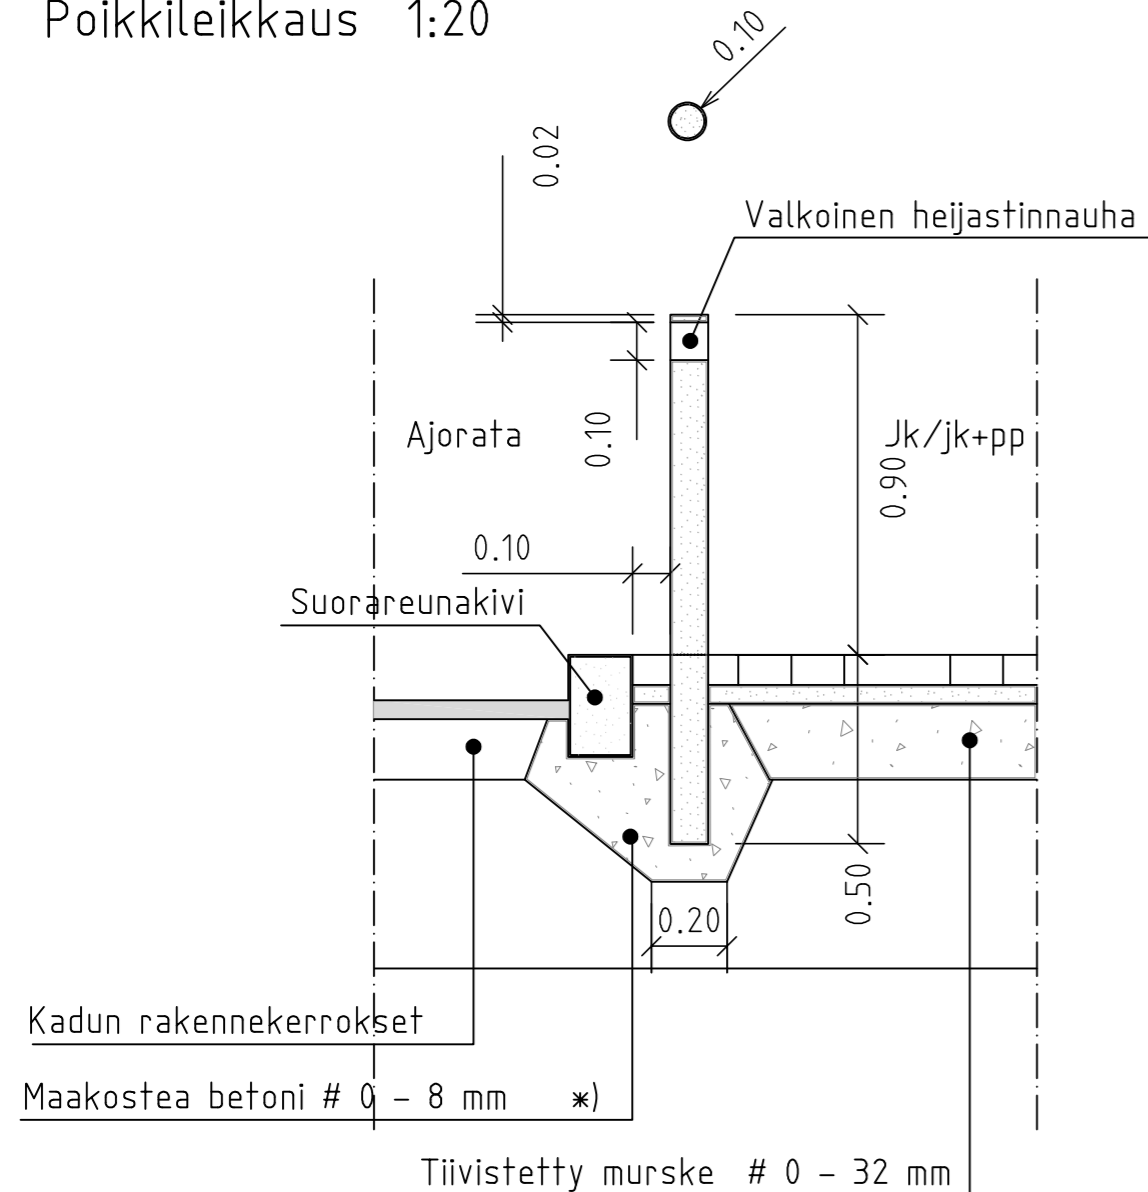 Poikkileikkaus 1:20
0.10
0.02
Valkoinen heijastinnauha
Ajorata
0.10
Jk/jk+pp
0.90
0.10
Suorareunakivi
0.50
0.20
Kadun rakennekerrokset
Maakostea betoni # 0 - 8 mm *)
Tiivistetty murske # 0 - 32 mm